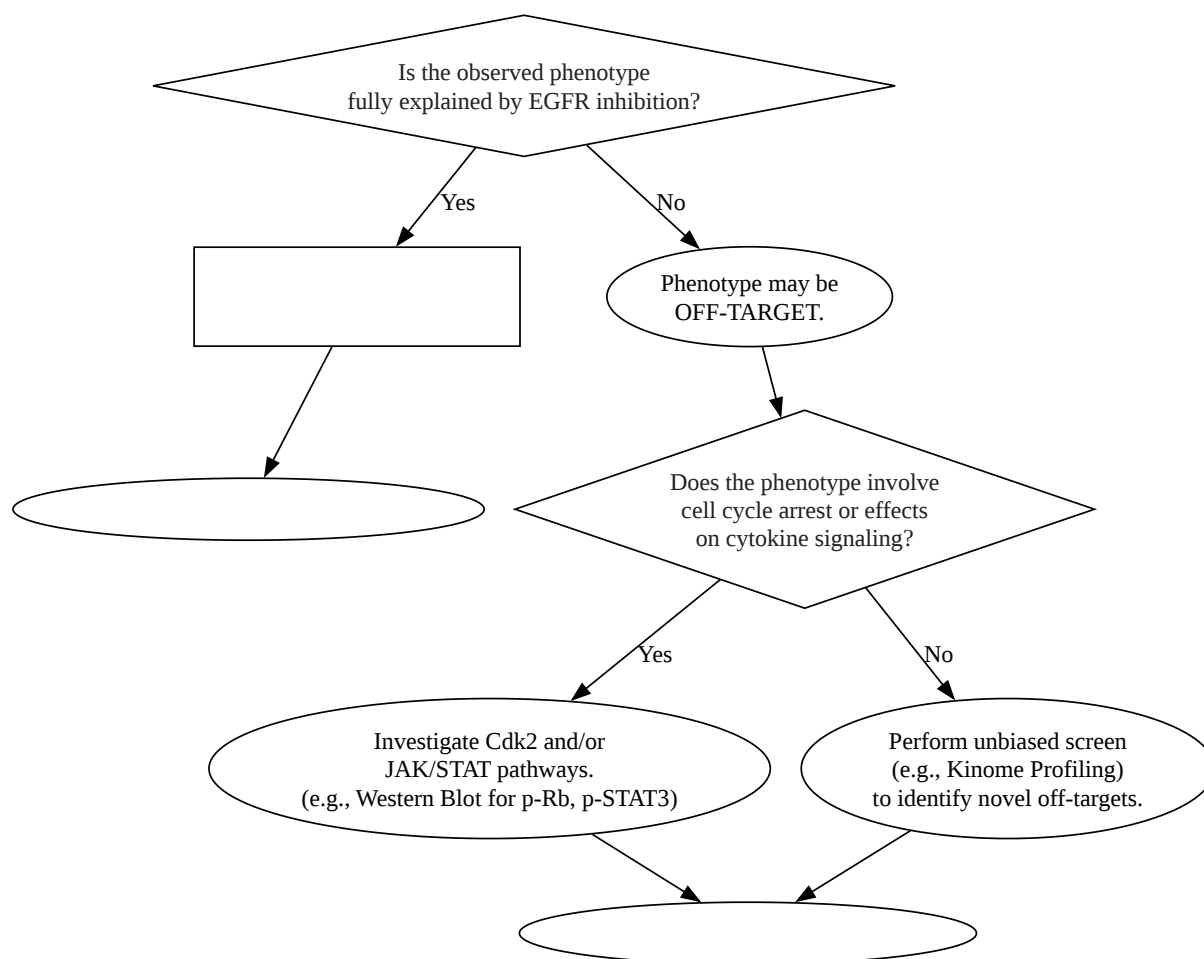 Is the observed phenotype
fully explained by EGFR inhibition?
Yes
No
Phenotype may be
OFF-TARGET.
Does the phenotype involve
cell cycle arrest or effects
on cytokine signaling?
Yes
No
Investigate Cdk2 and/or
JAK/STAT pathways.
(e.g., Western Blot for p-Rb, p-STAT3)
Perform unbiased screen
(e.g., Kinome Profiling)
to identify novel off-targets.